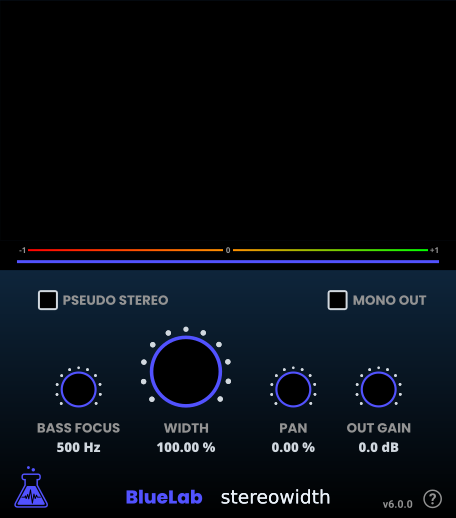 -1 0 +1
PSEUDO STEREO MONO OUT
BASS FOCUS WIDTH PAN OUT GAIN
500 Hz 100.00 % 0.00 % 0.0 dB
BlueLab stereowidth v6.0.0 ?